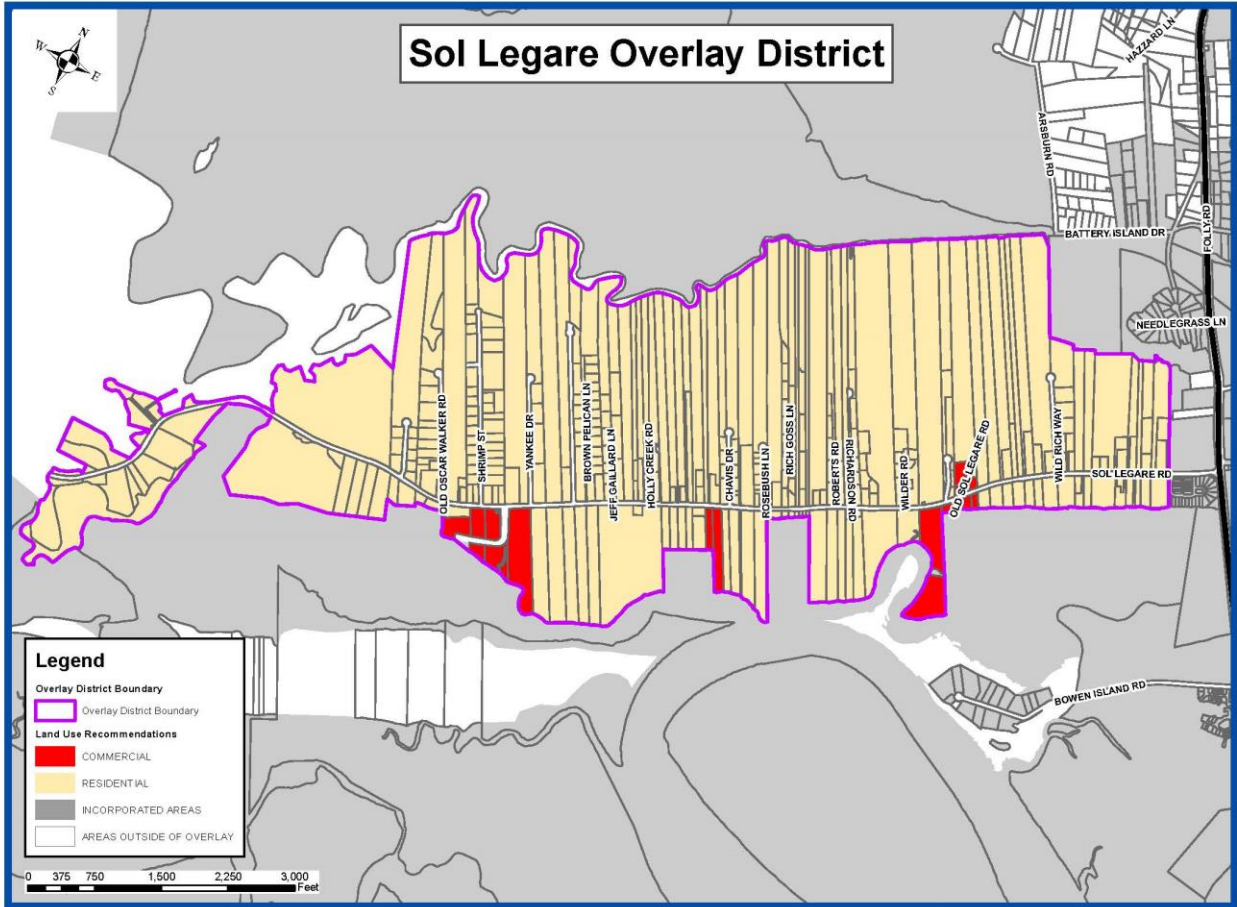 Sol Legare Overlay District
N
W
E
S
HAZZARD LN
ARSBURN RD
FOLLY RD
BATTERY ISLAND DR
NEEDLEGRASS LN
OLD OSCAR WALKER RD
SHRIMP ST
YANKEE DR
BROWN PELICAN LN
JEFF GAILLARD LN
HOLLY CREEK RD
CHAVIS DR
ROSEBUSH LN
RICH GOSS LN
ROBERTS RD
RICHARDSON RD
WILDER RD
OLD SOL LEGARE RD
WILD RICH WAY
SOL LEGARE RD
BOWEN ISLAND RD
Legend
Overlay District Boundary
Overlay District Boundary
Land Use Recommendations
COMMERCIAL
RESIDENTIAL
INCORPORATED AREAS
AREAS OUTSIDE OF OVERLAY
0 375 750 1,500 2,250 3,000
Feet